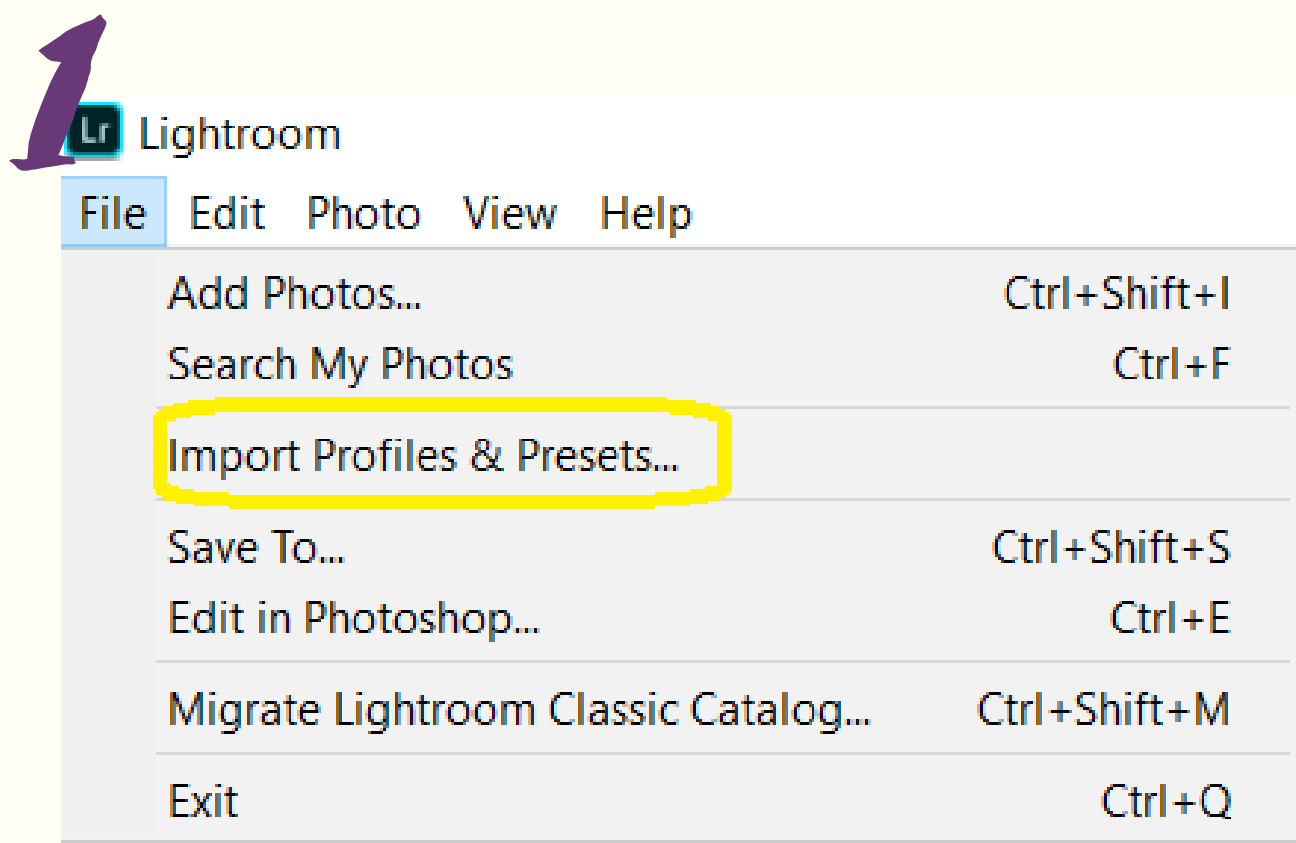 1
Lr Lightroom
File Edit Photo View Help
Add Photos... Ctrl+Shift+I
Search My Photos Ctrl+F
Import Profiles & Presets...
Save To... Ctrl+Shift+S
Edit in Photoshop... Ctrl+E
Migrate Lightroom Classic Catalog... Ctrl+Shift+M
Exit Ctrl+Q